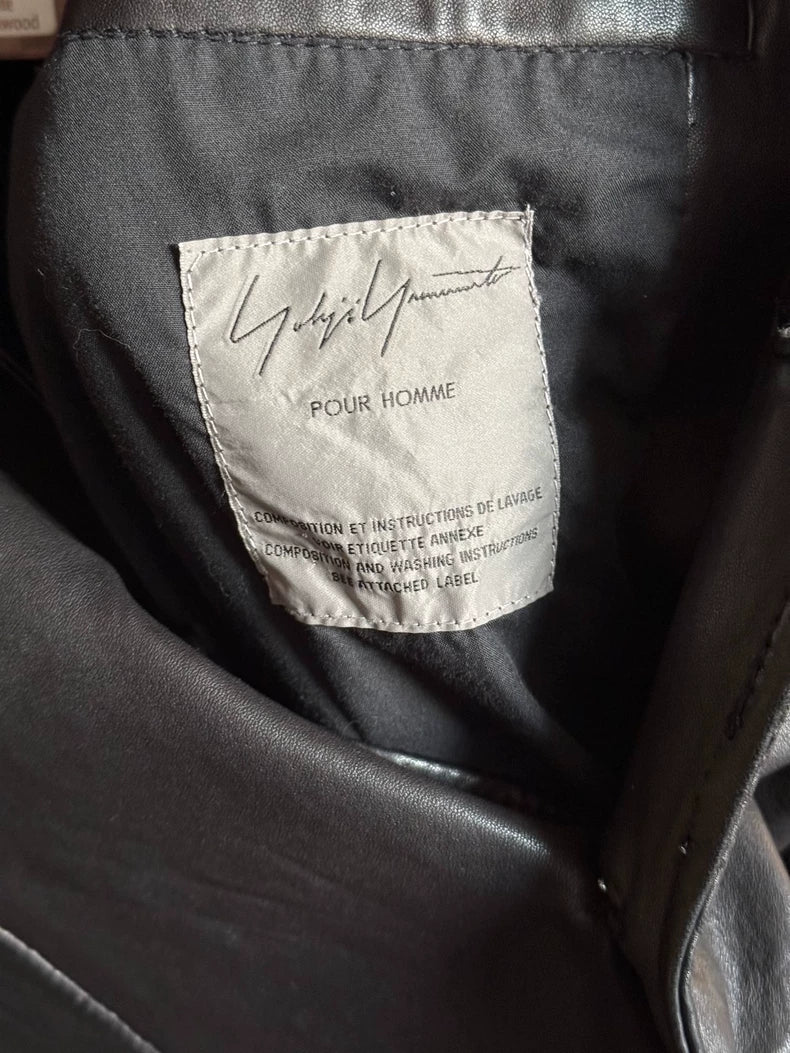 wood
Yohji Yamamoto
POUR HOMME
COMPOSITION ET INSTRUCTIONS DE LAVAGE
VOIR ETIQUETTE ANNEXE
COMPOSITION AND WASHING INSTRUCTIONS
SEE ATTACHED LABEL